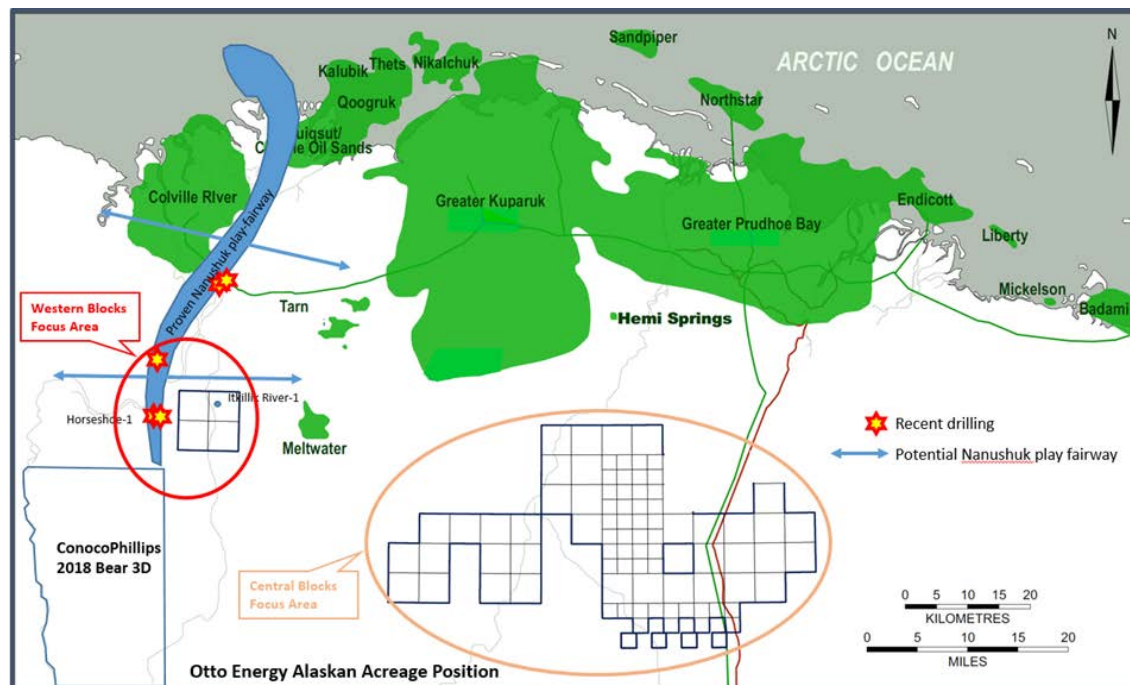 Sandpiper
N
ARCTIC OCEAN
Nikalchuk
Thets
Kalubik
Qoogruk
Northstar
Oil Sands
Colville RIver
Greater Kuparuk
Greater Prudhoe Bay
Endicott
Liberty
Mickelson
Badami
Proven Nanushuk play-fairway
Tarn
Hemi Springs
Western Blocks
Focus Area
Itkillik River-1
Horseshoe-1
Meltwater
Recent drilling
Potential Nanushuk play fairway
ConocoPhillips
2018 Bear 3D
Central Blocks
Focus Area
0 5 10 15 20
KILOMETRES
0 5 10 15 20
MILES
Otto Energy Alaskan Acreage Position